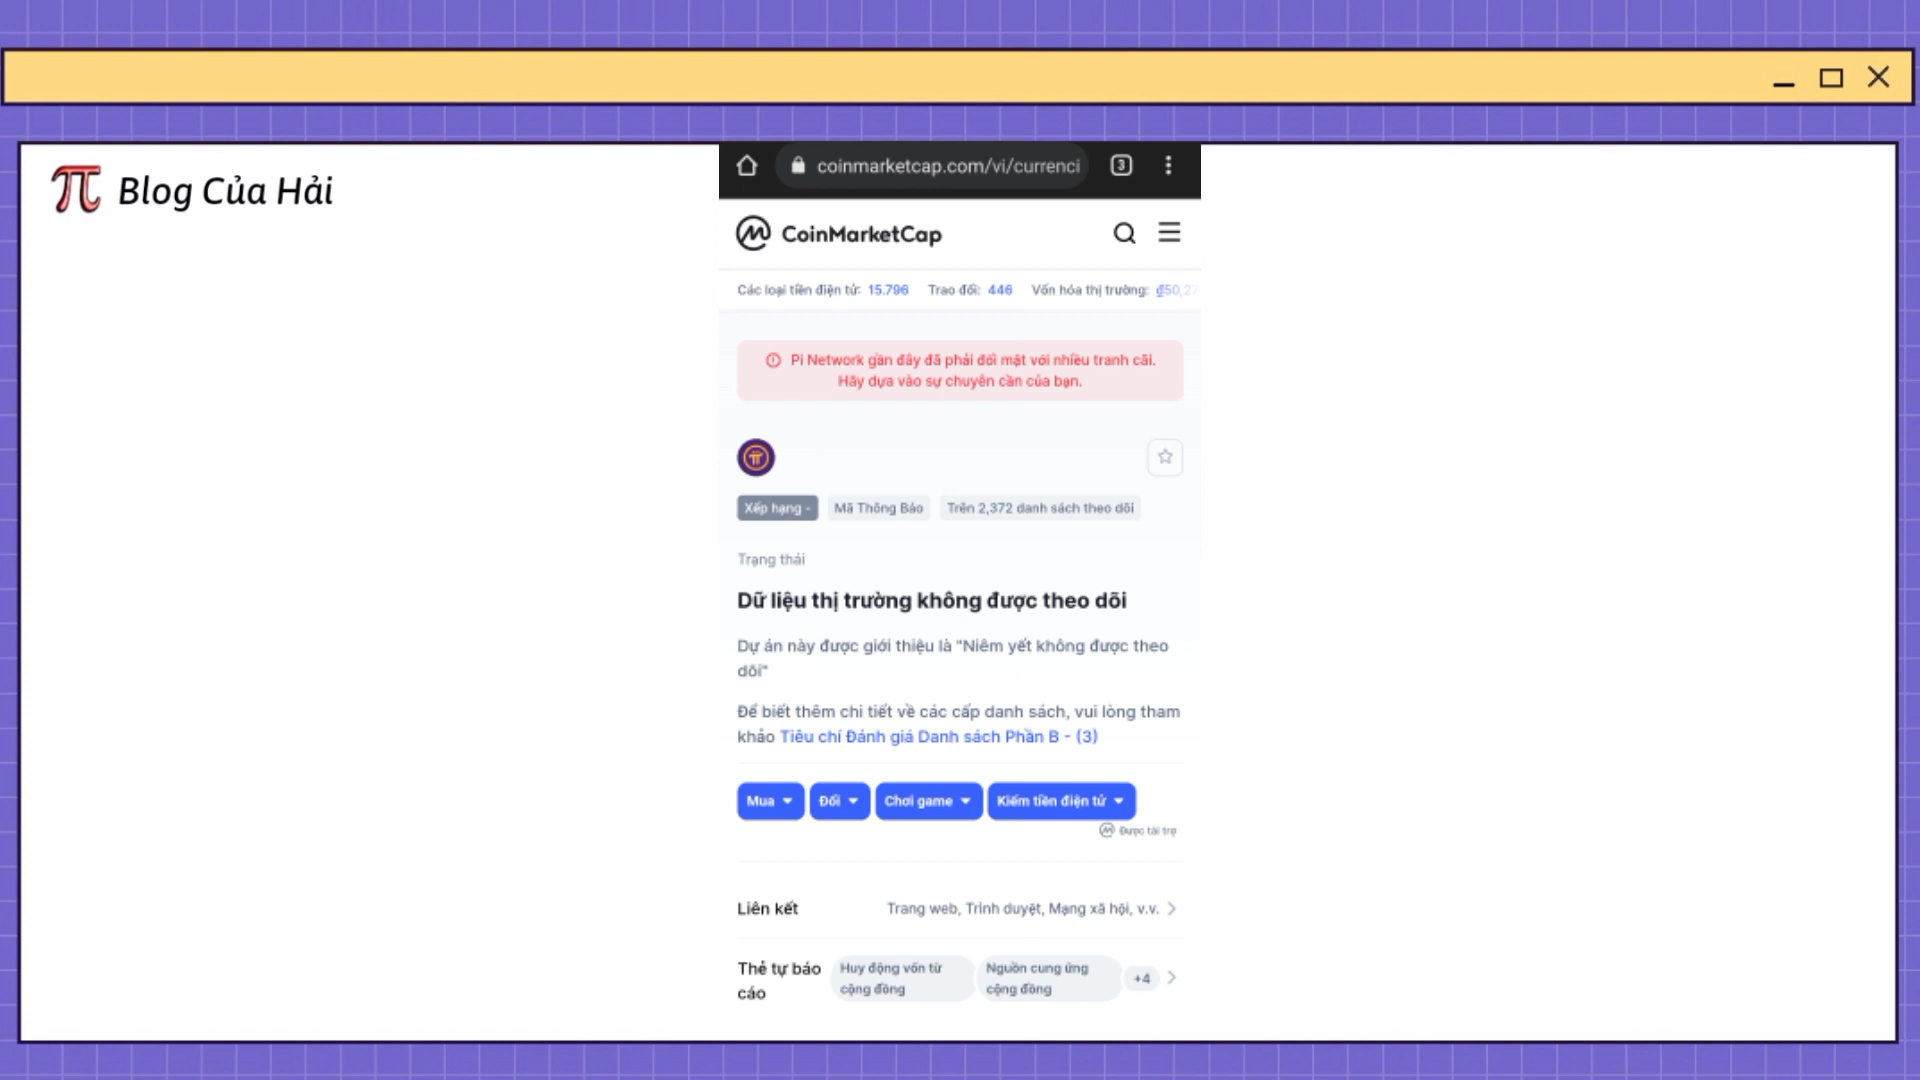 Blog Của Hải
coinmarketcap.com/vi/currenci
3
CoinMarketCap
Các loại tiền điện tử: 15.796 Trao đổi: 446 Vốn hóa thị trường: ₫50,27
Pi Network gần đây đã phải đối mặt với nhiều tranh cãi.
Hãy dựa vào sự chuyên cần của bạn.
Xếp hạng - Mã Thông Báo Trên 2,372 danh sách theo dõi
Trạng thái
Dữ liệu thị trường không được theo dõi
Dự án này được giới thiệu là "Niêm yết không được theo
dõi"
Để biết thêm chi tiết về các cấp danh sách, vui lòng tham
khảo Tiêu chí Đánh giá Danh sách Phần B - (3)
Mua Đổi Chơi game Kiếm tiền điện tử
Được tài trợ
Liên kết Trang web, Trình duyệt, Mạng xã hội, v.v.
Thẻ tự báo
cáo
Huy động vốn từ
cộng đồng
Nguồn cung ứng
cộng đồng
+4